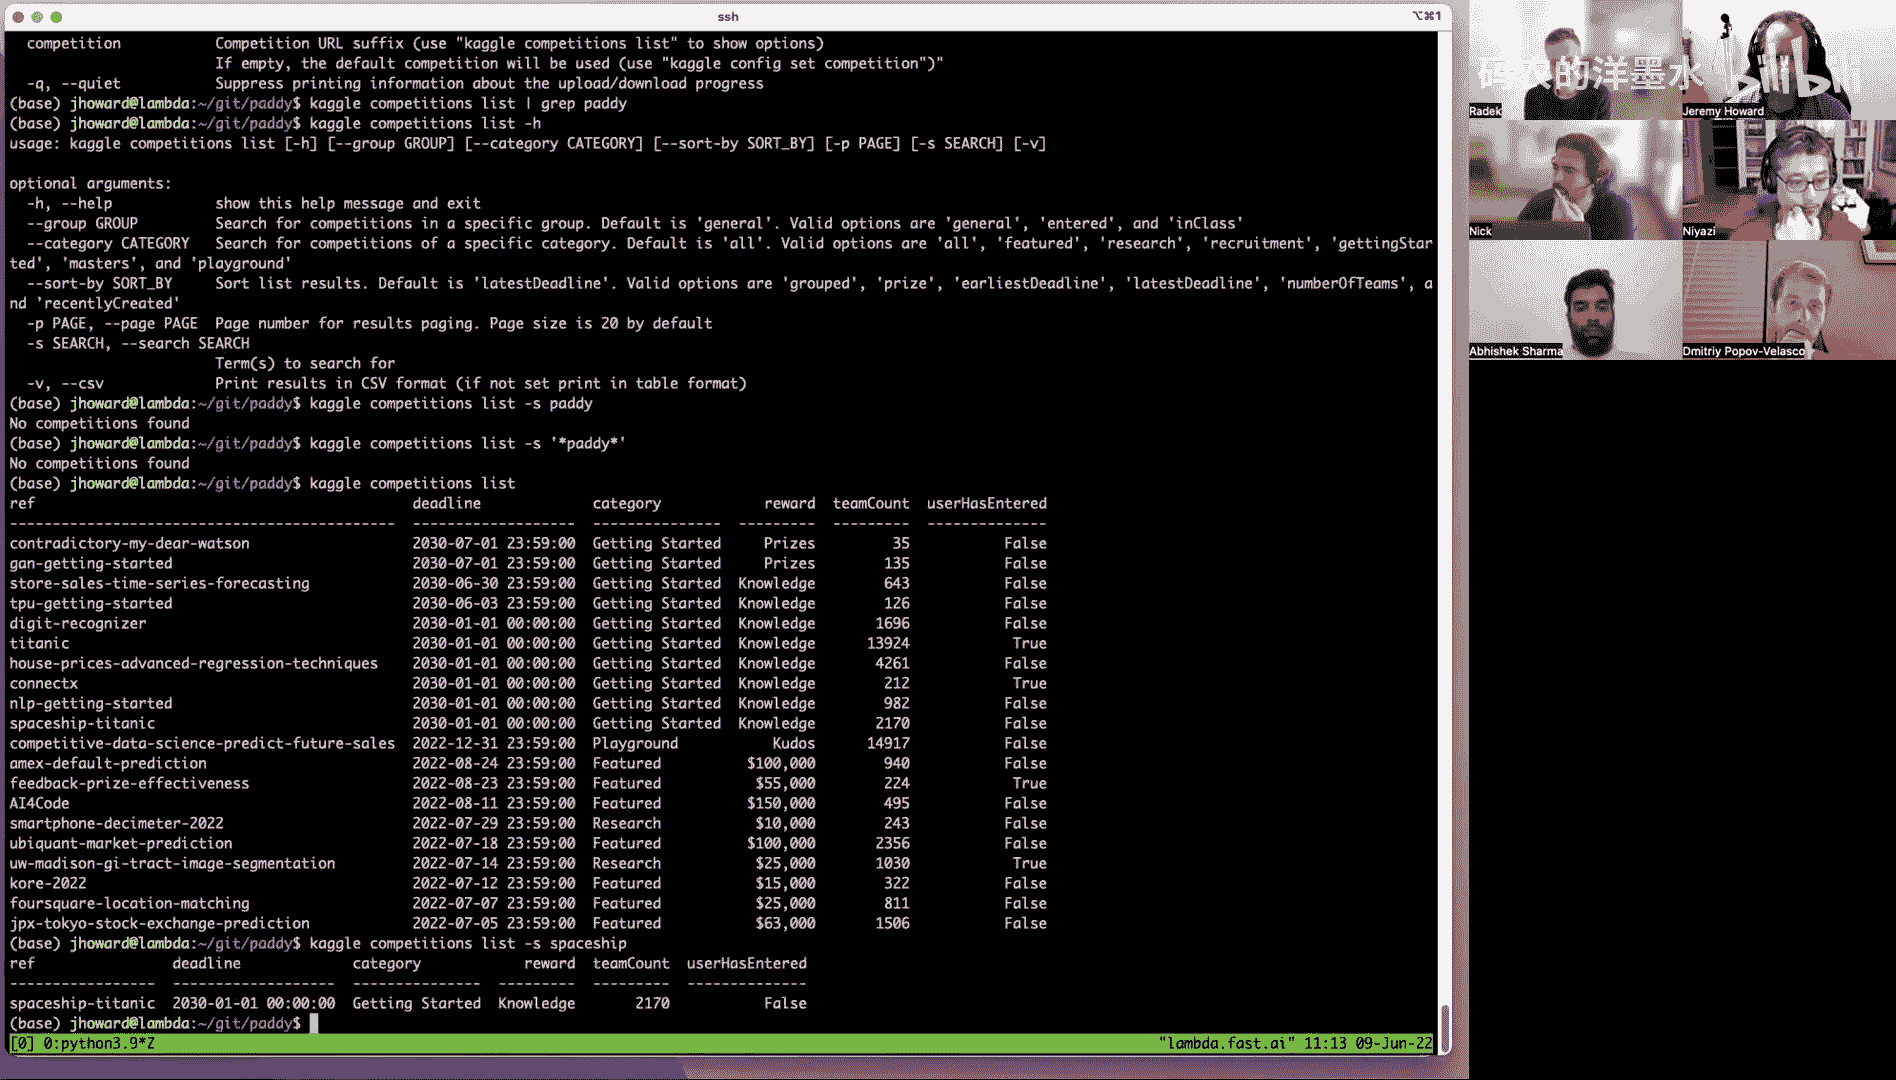 ssh
⌥⌘1
competition           Competition URL suffix (use "kaggle competitions list" to show options)
If empty, the default competition will be used (use "kaggle config set competition")"
-q, --quiet           Suppress printing information about the upload/download progress
(base) jhoward@lambda:~/git/paddy$ kaggle competitions list | grep paddy
(base) jhoward@lambda:~/git/paddy$ kaggle competitions list -h
usage: kaggle competitions list [-h] [--group GROUP] [--category CATEGORY] [--sort-by SORT_BY] [-p PAGE] [-s SEARCH] [-v]
optional arguments:
-h, --help            show this help message and exit
--group GROUP         Search for competitions in a specific group. Default is 'general'. Valid options are 'general', 'entered', and 'inClass'
--category CATEGORY   Search for competitions of a specific category. Default is 'all'. Valid options are 'all', 'featured', 'research', 'recruitment', 'gettingStar
ted', 'masters', and 'playground'
--sort-by SORT_BY     Sort list results. Default is 'latestDeadline'. Valid options are 'grouped', 'prize', 'earliestDeadline', 'latestDeadline', 'numberOfTeams', a
nd 'recentlyCreated'
-p PAGE, --page PAGE  Page number for results paging. Page size is 20 by default
-s SEARCH, --search SEARCH
Term(s) to search for
-v, --csv             Print results in CSV format (if not set print in table format)
(base) jhoward@lambda:~/git/paddy$ kaggle competitions list -s paddy
No competitions found
(base) jhoward@lambda:~/git/paddy$ kaggle competitions list -s '*paddy*'
No competitions found
(base) jhoward@lambda:~/git/paddy$ kaggle competitions list
ref                                            deadline             category            reward  teamCount  userHasEntered
---------------------------------------------  -------------------  ---------------  ---------  ---------  --------------
contradictory-my-dear-watson                   2030-07-01 23:59:00  Getting Started     Prizes         35           False
gan-getting-started                            2030-07-01 23:59:00  Getting Started     Prizes        135           False
store-sales-time-series-forecasting            2030-06-30 23:59:00  Getting Started  Knowledge        643           False
tpu-getting-started                            2030-06-03 23:59:00  Getting Started  Knowledge        126           False
digit-recognizer                               2030-01-01 00:00:00  Getting Started  Knowledge       1696           False
titanic                                        2030-01-01 00:00:00  Getting Started  Knowledge      13924            True
house-prices-advanced-regression-techniques    2030-01-01 00:00:00  Getting Started  Knowledge       4261           False
connectx                                       2030-01-01 00:00:00  Getting Started  Knowledge        212            True
nlp-getting-started                            2030-01-01 00:00:00  Getting Started  Knowledge        982           False
spaceship-titanic                              2030-01-01 00:00:00  Getting Started  Knowledge       2170           False
competitive-data-science-predict-future-sales  2022-12-31 23:59:00  Playground           Kudos      14917           False
amex-default-prediction                        2022-08-24 23:59:00  Featured          $100,000        940           False
feedback-prize-effectiveness                   2022-08-23 23:59:00  Featured           $55,000        224            True
AI4Code                                        2022-08-11 23:59:00  Featured          $150,000        495           False
smartphone-decimeter-2022                      2022-07-29 23:59:00  Research           $10,000        243           False
ubiquant-market-prediction                     2022-07-18 23:59:00  Featured          $100,000       2356           False
uw-madison-gi-tract-image-segmentation         2022-07-14 23:59:00  Research           $25,000       1030            True
kore-2022                                      2022-07-12 23:59:00  Featured           $15,000        322           False
foursquare-location-matching                   2022-07-07 23:59:00  Featured           $25,000        811           False
jpx-tokyo-stock-exchange-prediction            2022-07-05 23:59:00  Featured           $63,000       1506           False
(base) jhoward@lambda:~/git/paddy$ kaggle competitions list -s spaceship
ref                deadline             category            reward  teamCount  userHasEntered
-----------------  -------------------  ---------------  ---------  ---------  --------------
spaceship-titanic  2030-01-01 00:00:00  Getting Started  Knowledge       2170           False
(base) jhoward@lambda:~/git/paddy$
[0] 0:python3.9*Z
"lambda.fast.ai" 11:13 09-Jun-22
码农的洋墨水 bilibili
Radek
Jeremy Howard
Nick
Niyazi
Abhishek Sharma
Dmitriy Popov-Velasco